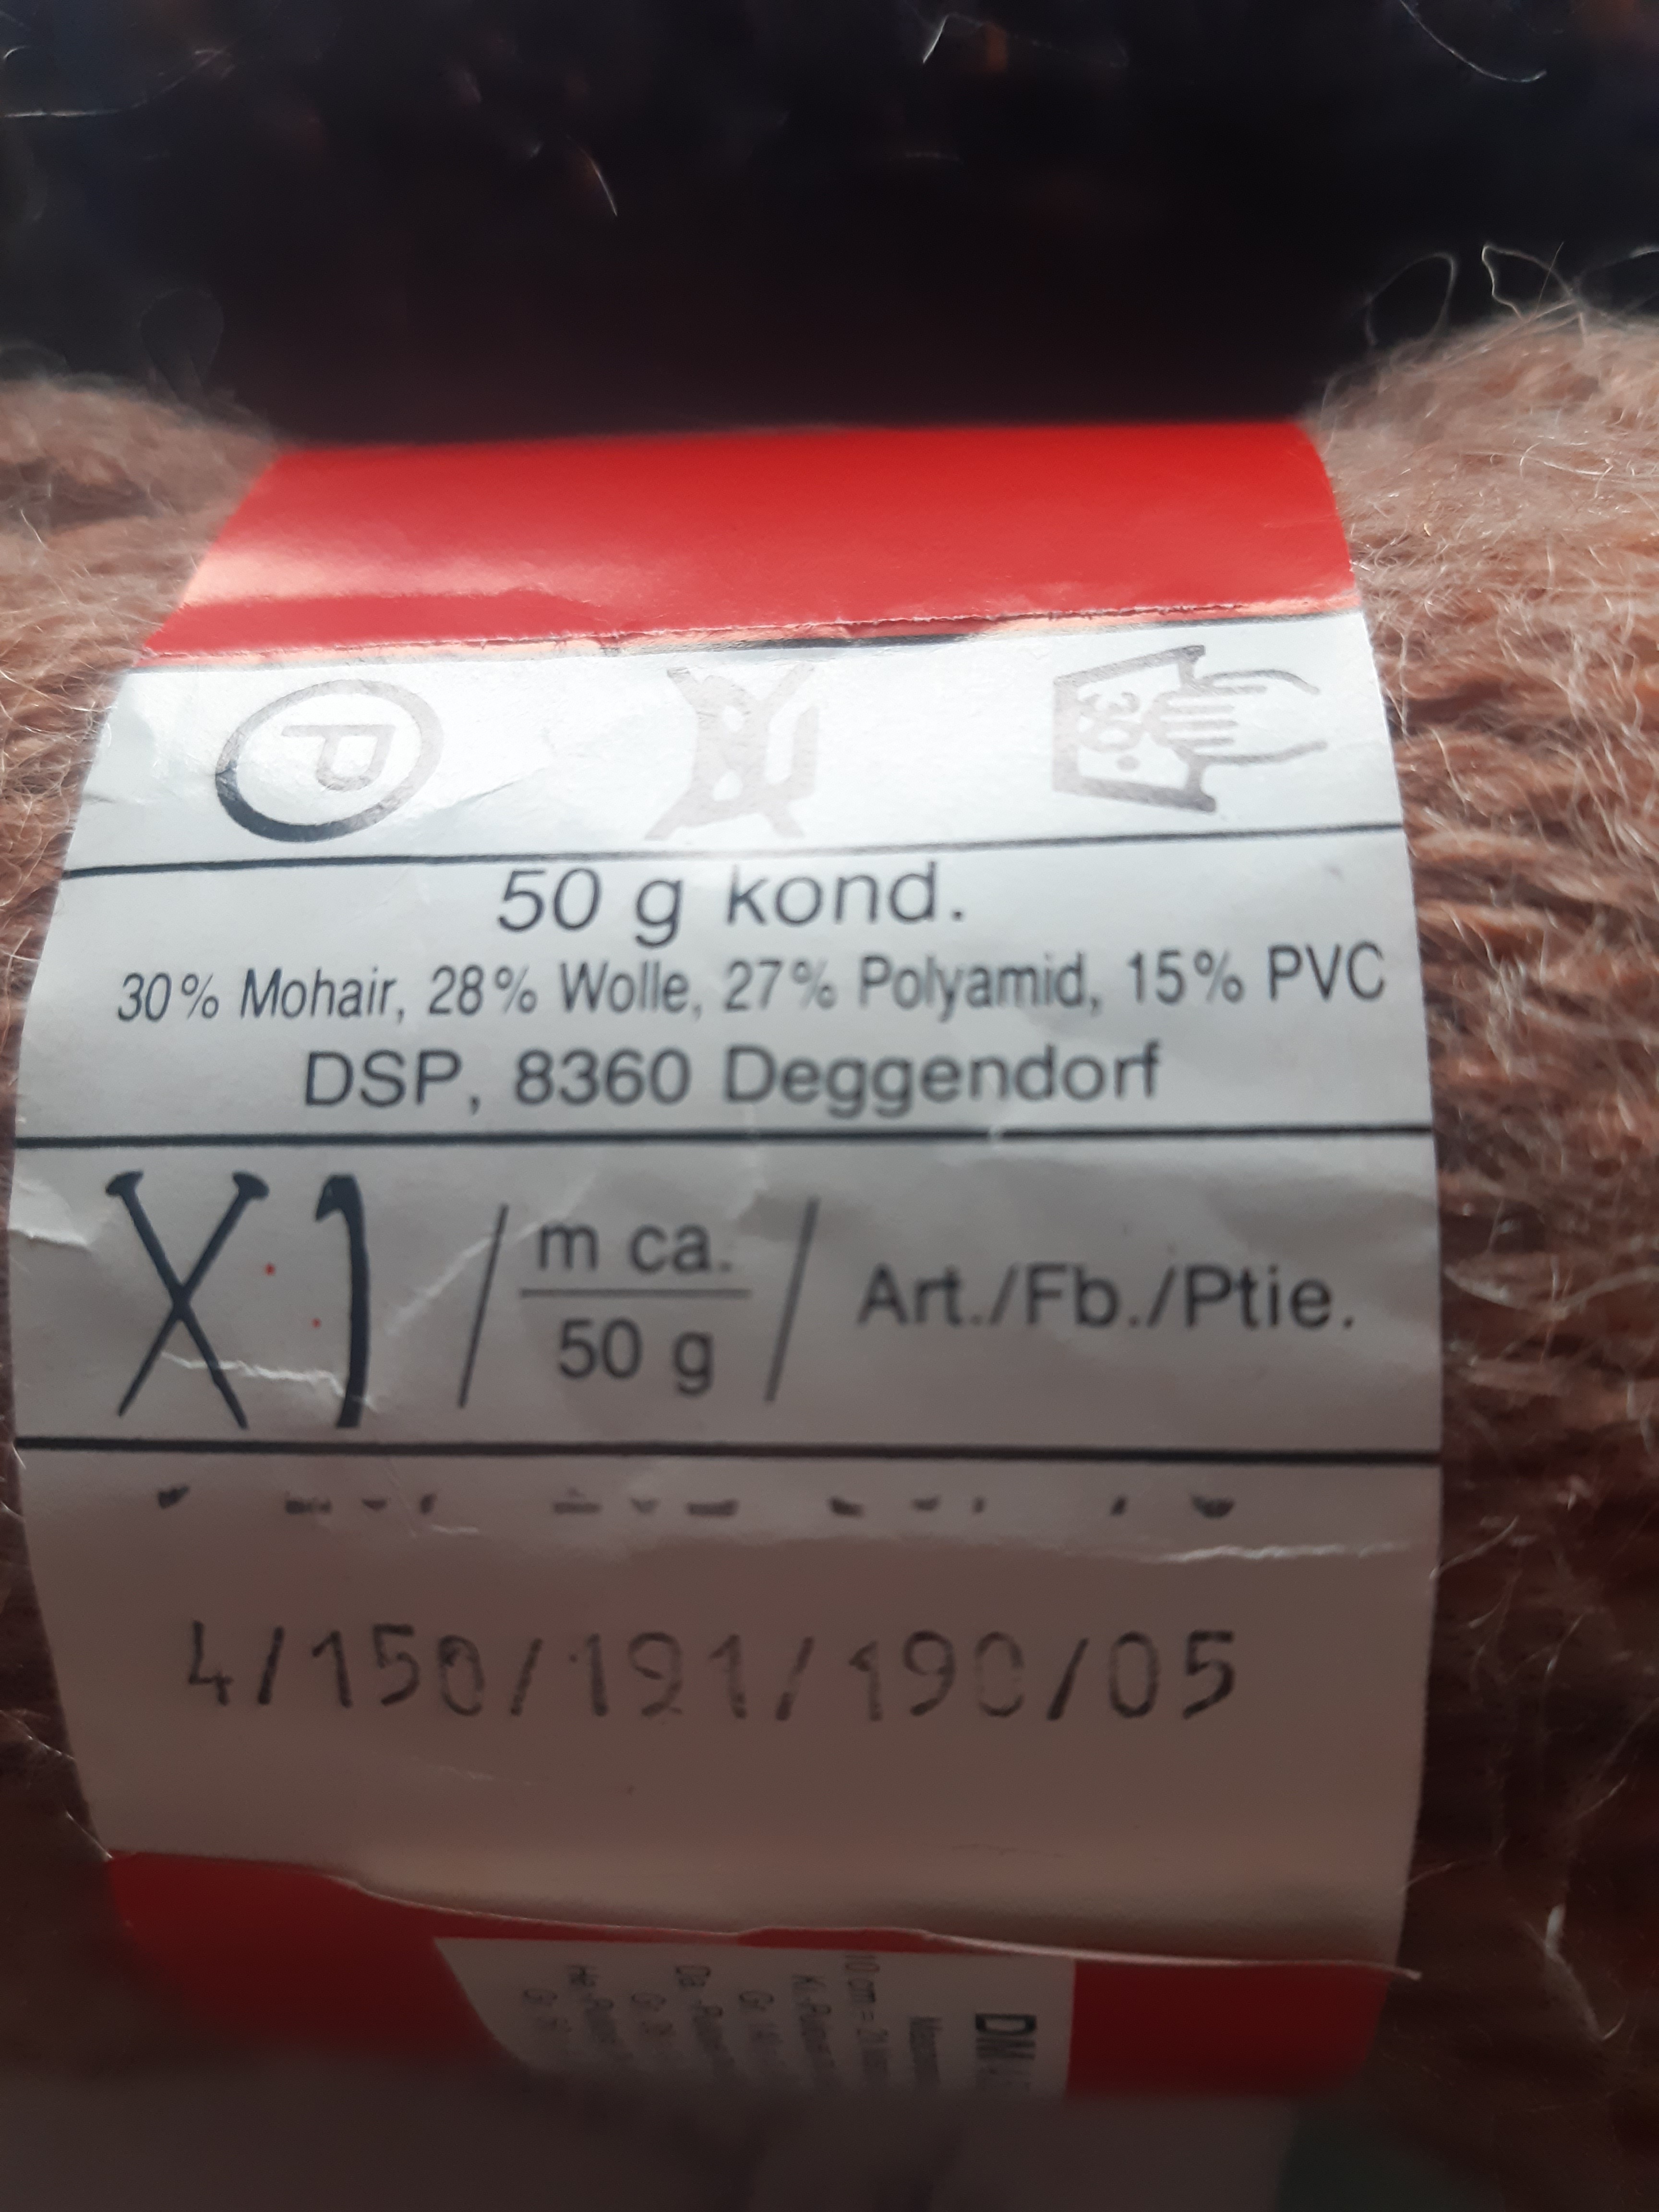 P 30°
50 g kond.
30% Mohair, 28% Wolle, 27% Polyamid, 15% PVC
DSP, 8360 Deggendorf
m ca.
50 g
Art./Fb./Ptie.
4/150/191/190/05